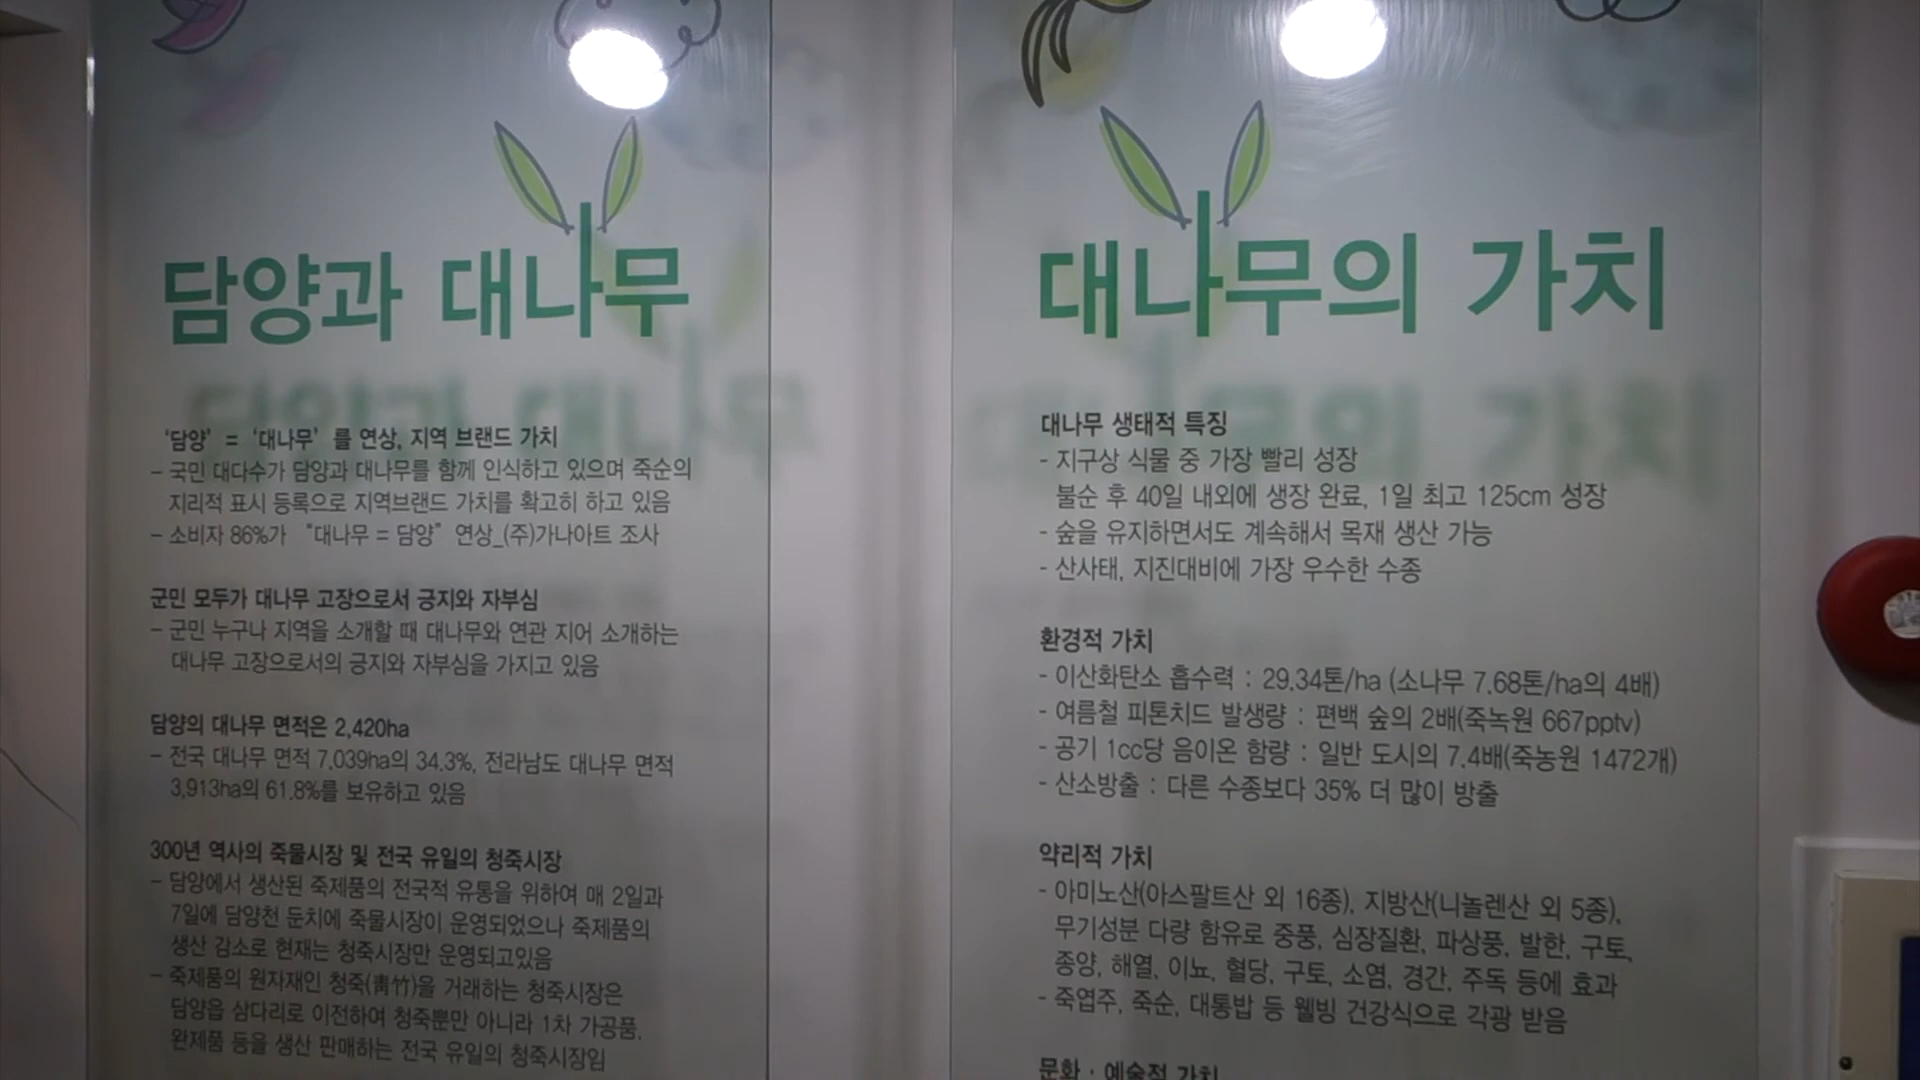 담양과 대나무
'담양' = '대나무' 를 연상, 지역 브랜드 가치
- 국민 대다수가 담양과 대나무를 함께 인식하고 있으며 죽순의
지리적 표시 등록으로 지역브랜드 가치를 확고히 하고 있음
- 소비자 86%가 "대나무 = 담양" 연상_(주)가나아트 조사
군민 모두가 대나무 고장으로서 긍지와 자부심
- 군민 누구나 지역을 소개할 때 대나무와 연관 지어 소개하는
대나무 고장으로서의 긍지와 자부심을 가지고 있음
담양의 대나무 면적은 2,420ha
- 전국 대나무 면적 7,039ha의 34.3%, 전라남도 대나무 면적
3,913ha의 61.8%를 보유하고 있음
300년 역사의 죽물시장 및 전국 유일의 청죽시장
- 담양에서 생산된 죽제품의 전국적 유통을 위하여 매 2일과
7일에 담양천 둔치에 죽물시장이 운영되었으나 죽제품의
생산 감소로 현재는 청죽시장만 운영되고있음
- 죽제품의 원자재인 청죽(靑竹)을 거래하는 청죽시장은
담양읍 삼다리로 이전하여 청죽뿐만 아니라 1차 가공품,
완제품 등을 생산 판매하는 전국 유일의 청죽시장임
대나무의 가치
대나무 생태적 특징
- 지구상 식물 중 가장 빨리 성장
불순 후 40일 내외에 생장 완료, 1일 최고 125cm 성장
- 숲을 유지하면서도 계속해서 목재 생산 가능
- 산사태, 지진대비에 가장 우수한 수종
환경적 가치
- 이산화탄소 흡수력 : 29.34톤/ha (소나무 7.68톤/ha의 4배)
- 여름철 피톤치드 발생량 : 편백 숲의 2배(죽녹원 667pptv)
- 공기 1cc당 음이온 함량 : 일반 도시의 7.4배(죽농원 1472개)
- 산소방출 : 다른 수종보다 35% 더 많이 방출
약리적 가치
- 아미노산(아스팔트산 외 16종), 지방산(니놀렌산 외 5종),
무기성분 다량 함유로 중풍, 심장질환, 파상풍, 발한, 구토,
종양, 해열, 이뇨, 혈당, 구토, 소염, 경간, 주독 등에 효과
- 죽엽주, 죽순, 대통밥 등 웰빙 건강식으로 각광 받음
문화 · 예술적 가치